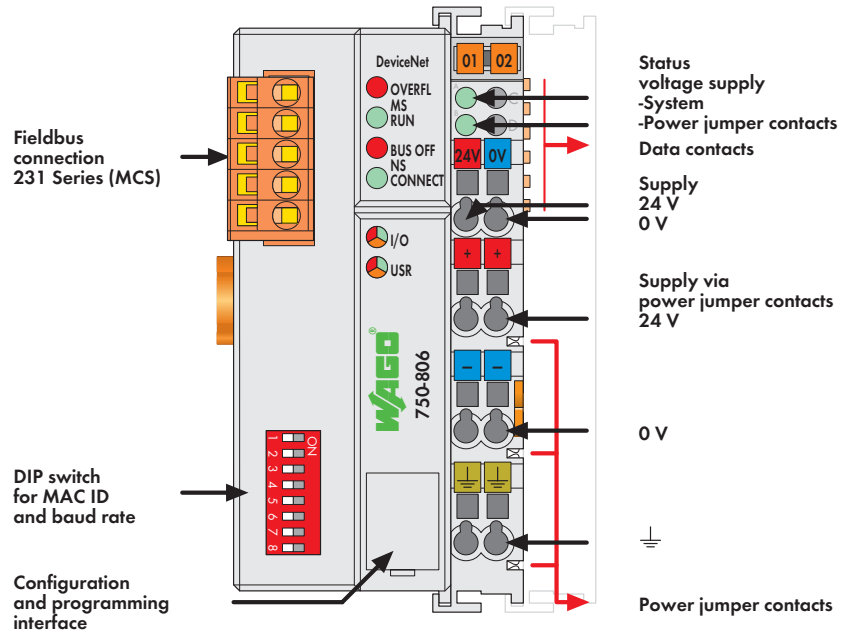 Fieldbus
connection
231 Series (MCS)
DIP switch
for MAC ID
and baud rate
Configuration
and programming
interface
DeviceNet
OVERFL
MS
RUN
BUS OFF
NS
CONNECT
I/O
USR
WAGO®
750-806
ON
1
2
3
4
5
6
7
8
01 02
A C
B D
24V 0V
+ +
– –
Status
voltage supply
-System
-Power jumper contacts
Data contacts
Supply
24 V
0 V
Supply via
power jumper contacts
24 V
0 V
Power jumper contacts